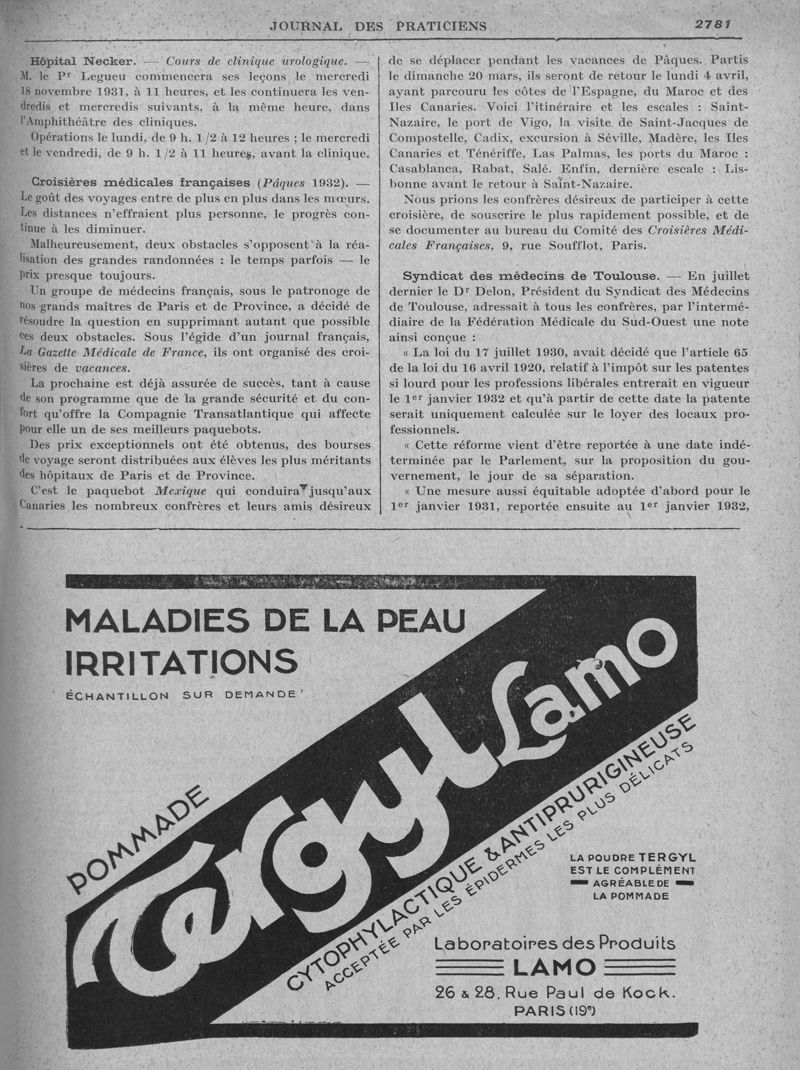 JOURNAL DES PRATICIENS
2781
Hôpital Necker. — Cours de clinique urologique. —
M. le Pr Legueu commencera ses leçons le mercredi
18 novembre 1931, à 11 heures, et les continuera les ven-
dredis et mercredis suivants, à la même heure, dans
l'Amphithéâtre des cliniques.
Opérations le lundi, de 9 h. 1/2 à 12 heures ; le mercredi
et le vendredi, de 9 h. 1/2 à 11 heures, avant la clinique.
Croisières médicales françaises (Pâques 1932). —
Le goût des voyages entre de plus en plus dans les mœurs.
Les distances n'effraient plus personne, le progrès con-
tinue à les diminuer.
Malheureusement, deux obstacles s'opposent à la réa-
lisation des grandes randonnées : le temps parfois — le
prix presque toujours.
Un groupe de médecins français, sous le patronoge de
nos grands maîtres de Paris et de Province, a décidé de
résoudre la question en supprimant autant que possible
ces deux obstacles. Sous l'égide d'un journal français,
La Gazette Médicale de France, ils ont organisé des croi-
sières de vacances.
La prochaine est déjà assurée de succès, tant à cause
de son programme que de la grande sécurité et du con-
fort qu'offre la Compagnie Transatlantique qui affecte
pour elle un de ses meilleurs paquebots.
Des prix exceptionnels ont été obtenus, des bourses
de voyage seront distribuées aux élèves les plus méritants
des hôpitaux de Paris et de Province.
C'est le paquebot Mexique qui conduira jusqu'aux
Canaries les nombreux confrères et leurs amis désireux
de se déplacer pendant les vacances de Pâques. Partis
le dimanche 20 mars, ils seront de retour le lundi 4 avril,
ayant parcouru les côtes de l'Espagne, du Maroc et des
Iles Canaries. Voici l'itinéraire et les escales : Saint-
Nazaire, le port de Vigo, la visite de Saint-Jacques de
Compostelle, Cadix, excursion à Séville, Madère, les Iles
Canaries et Ténériffe, Las Palmas, les ports du Maroc :
Casablanca, Rabat, Salé. Enfin, dernière escale : Lis-
bonne avant le retour à Saint-Nazaire.
Nous prions les confrères désireux de participer à cette
croisière, de souscrire le plus rapidement possible, et de
se documenter au bureau du Comité des Croisières Médi-
cales Françaises, 9, rue Soufflot, Paris.
Syndicat des médecins de Toulouse. — En juillet
dernier le Dr Delon, Président du Syndicat des Médecins
de Toulouse, adressait à tous les confrères, par l'intermé-
diaire de la Fédération Médicale du Sud-Ouest une note
ainsi conçue :
« La loi du 17 juillet 1930, avait décidé que l'article 65
de la loi du 16 avril 1920, relatif à l'impôt sur les patentes
si lourd pour les professions libérales entrerait en vigueur
le 1er janvier 1932 et qu'à partir de cette date la patente
serait uniquement calculée sur le loyer des locaux pro-
fessionnels.
« Cette réforme vient d'être reportée à une date indé-
terminée par le Parlement, sur la proposition du gou-
vernement, le jour de sa séparation.
« Une mesure aussi équitable adoptée d'abord pour le
1er janvier 1931, reportée ensuite au 1er janvier 1932,
MALADIES DE LA PEAU
IRRITATIONS
ÉCHANTILLON SUR DEMANDE
POMMADE
Tergyl Lamo
CYTOPHYLACTIQUE & ANTIPRURIGINEUSE
ACCEPTÉE PAR LES ÉPIDERMES LES PLUS DÉLICATS
LA POUDRE TERGYL
EST LE COMPLÉMENT
AGRÉABLE DE
LA POMMADE
Laboratoires des Produits
LAMO
26 & 28, Rue Paul de Kock.
PARIS (19e)